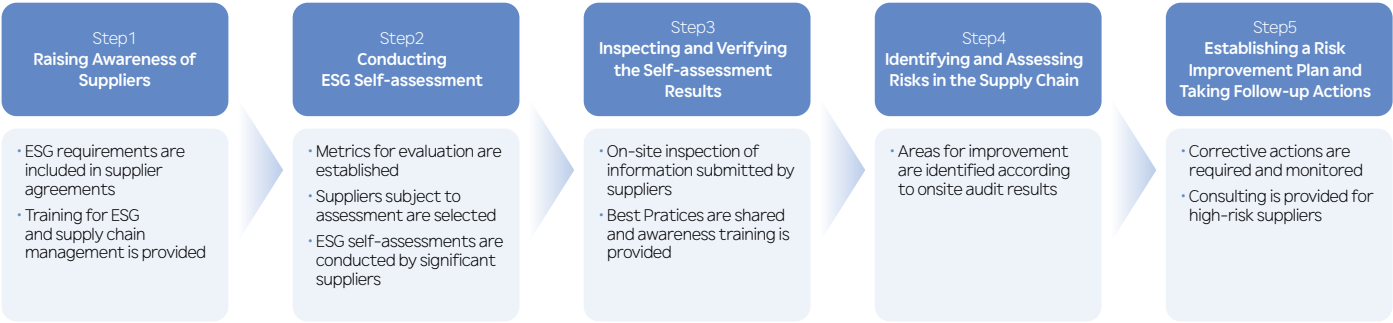 Step1
Raising Awareness of
Suppliers
· ESG requirements are
included in supplier
agreements
· Training for ESG
and supply chain
management is provided
Step2
Conducting
ESG Self-assessment
· Metrics for evaluation are
established
· Suppliers subject to
assessment are selected
· ESG self-assessments are
conducted by significant
suppliers
Step3
Inspecting and Verifying
the Self-assessment
Results
· On-site inspection of
information submitted by
suppliers
· Best Pratices are shared
and awareness training is
provided
Step4
Identifying and Assessing
Risks in the Supply Chain
· Areas for improvement
are identified according
to onsite audit results
Step5
Establishing a Risk
Improvement Plan and
Taking Follow-up Actions
· Corrective actions are
required and monitored
· Consulting is provided for
high-risk suppliers